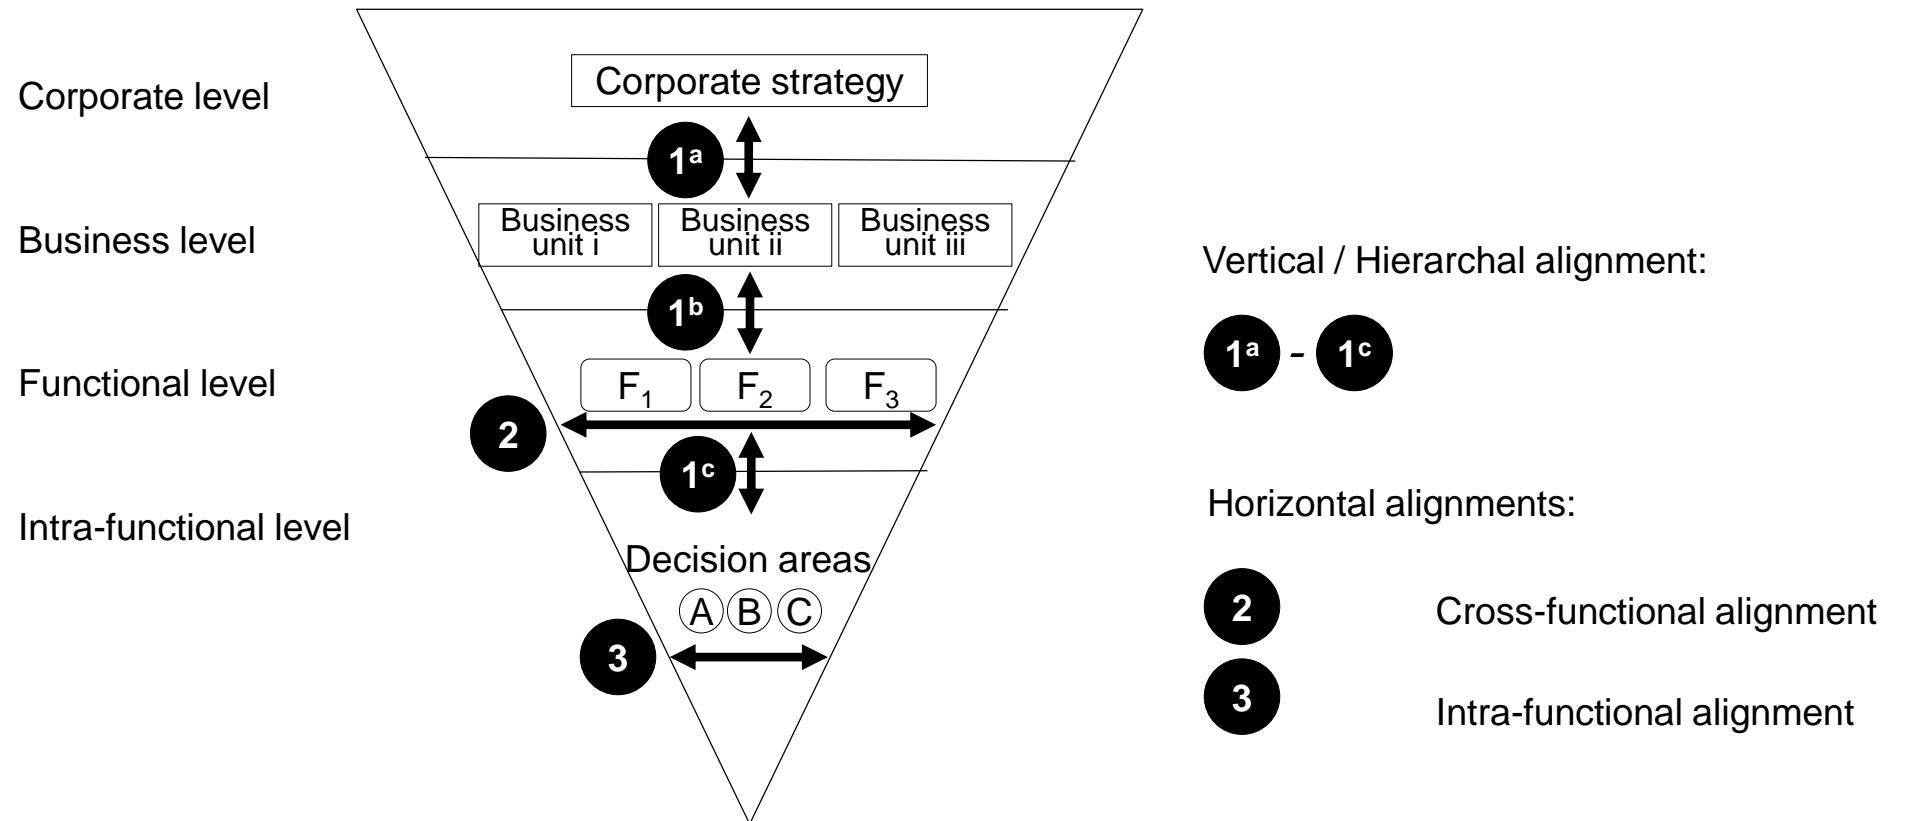 Corporate level
Corporate strategy
1a
Business level
Business
unit i
Business
unit ii
Business
unit iii
1b
Functional level
F1
F2
F3
2
1c
Intra-functional level
Decision areas
A B C
3
Vertical / Hierarchal alignment:
1a - 1c
Horizontal alignments:
2 Cross-functional alignment
3 Intra-functional alignment